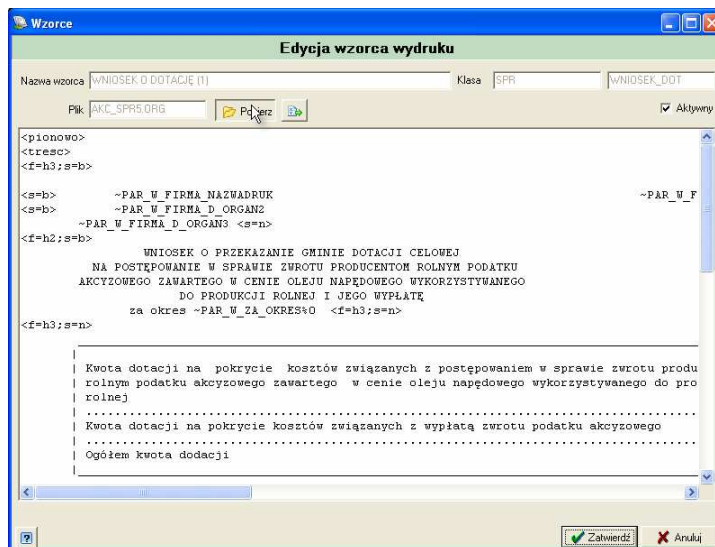 Wzorce
Edycja wzorca wydruku
Nazwa wzorca WNIOSEK O DOTACJĘ (1) Klasa SPR WNIOSEK_DOT
Plik AKC_SPR5.ORG Pobierz Aktywny
<pionowo>
<tresc>
<f=h3;s=b>
<s=b> ~PAR_W_FIRMA_NAZWADRUK ~PAR_W_F
<s=b> ~PAR_W_FIRMA_D_ORGAN2
~PAR_W_FIRMA_D_ORGAN3 <s=n>
<f=h2;s=b>
WNIOSEK O PRZEKAZANIE GMINIE DOTACJI CELOWEJ
NA POSTĘPOWANIE W SPRAWIE ZWROTU PRODUCENTOM ROLNYM PODATKU
AKCYZOWEGO ZAWARTEGO W CENIE OLEJU NAPĘDOWEGO WYKORZYSTYWANEGO
DO PRODUKCJI ROLNEJ I JEGO WYPŁATĘ
za okres ~PAR_W_ZA_OKRES%O <f=h3;s=n>
<f=h3;s=n>
| Kwota dotacji na pokrycie kosztów związanych z postępowaniem w sprawie zwrotu produ
| rolnym podatku akcyzowego zawartego w cenie oleju napędowego wykorzystywanego do pro
| rolnej
| ......................................................................................
| Kwota dotacji na pokrycie kosztów związanych z wypłatą zwrotu podatku akcyzowego
| ......................................................................................
| Ogółem kwota dodacji
Zatwierdź Anuluj